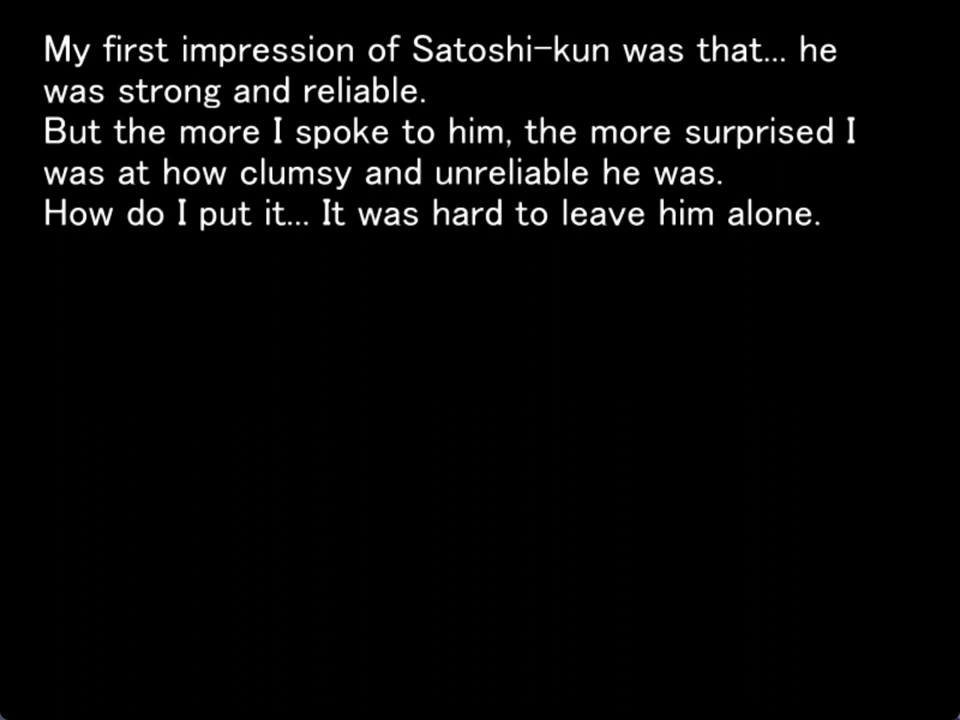 My first impression of Satoshi-kun was that... he
was strong and reliable.
But the more I spoke to him, the more surprised I
was at how clumsy and unreliable he was.
How do I put it... It was hard to leave him alone.